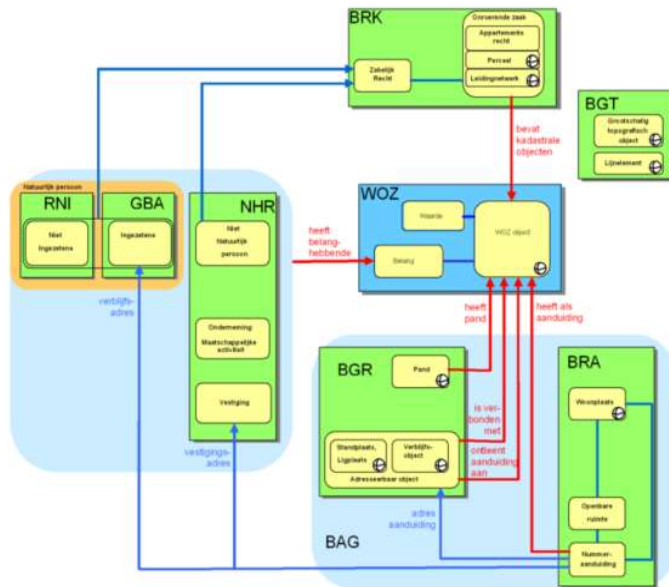 BRK
Onroerende zaak
Appartements
recht
Zakelijk
Recht
Perceel
Leidingnetwerk
BGT
Grootschalig
topografisch
object
Lijnelement
bevat
kadastrale
objecten
Natuurlijk persoon
RNI
GBA
NHR
WOZ
Niet
Ingezetene
Ingezetene
Niet
Natuurlijk
persoon
heeft
belang-
hebbende
Waarde
WOZ object
Belang
verblijfs-
adres
heeft
pand
heeft als
aanduiding
Onderneming
Maatschappelijke
activiteit
BGR
Pand
BRA
Woonplaats
Vestiging
is ver-
bonden
met
Standplaats,
Ligplaats
Verblijfs-
object
ontleent
aanduiding
aan
Adresseerbaar object
vestigings-
adres
adres
aanduiding
Openbare
ruimte
BAG
Nummer-
aanduiding